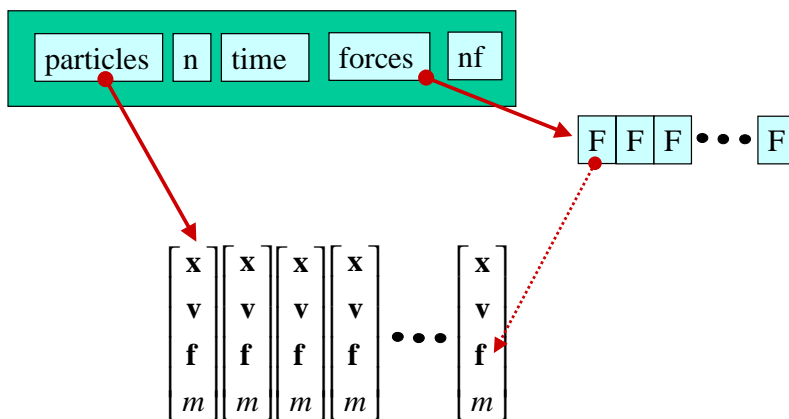 particles n time forces nf
F F F ••• F
x x x x x
v v v v v
f f f f ••• f
m m m m m